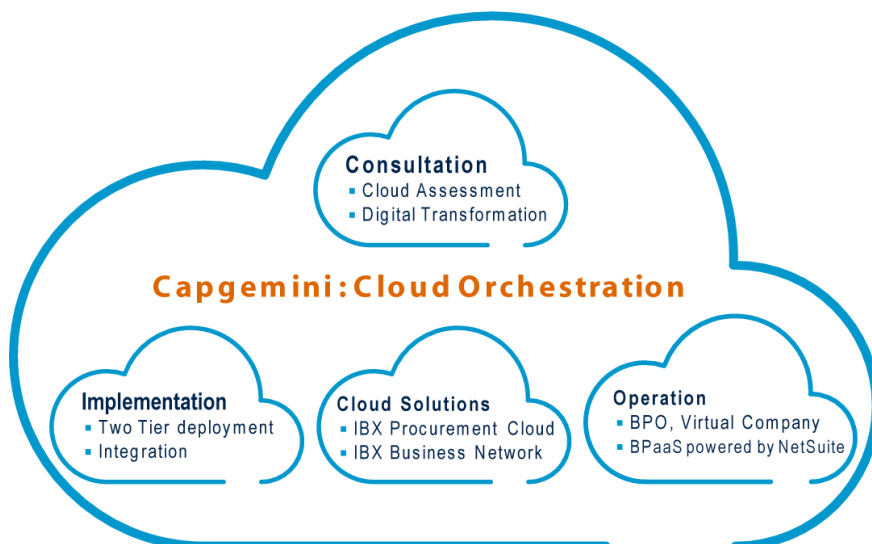 Consultation
▪ Cloud Assessment
▪ Digital Transformation
Capgemini: Cloud Orchestration
Implementation
▪ Two Tier deployment
▪ Integration
Cloud Solutions
▪ IBX Procurement Cloud
▪ IBX Business Network
Operation
▪ BPO, Virtual Company
▪ BPaaS powered by NetSuite